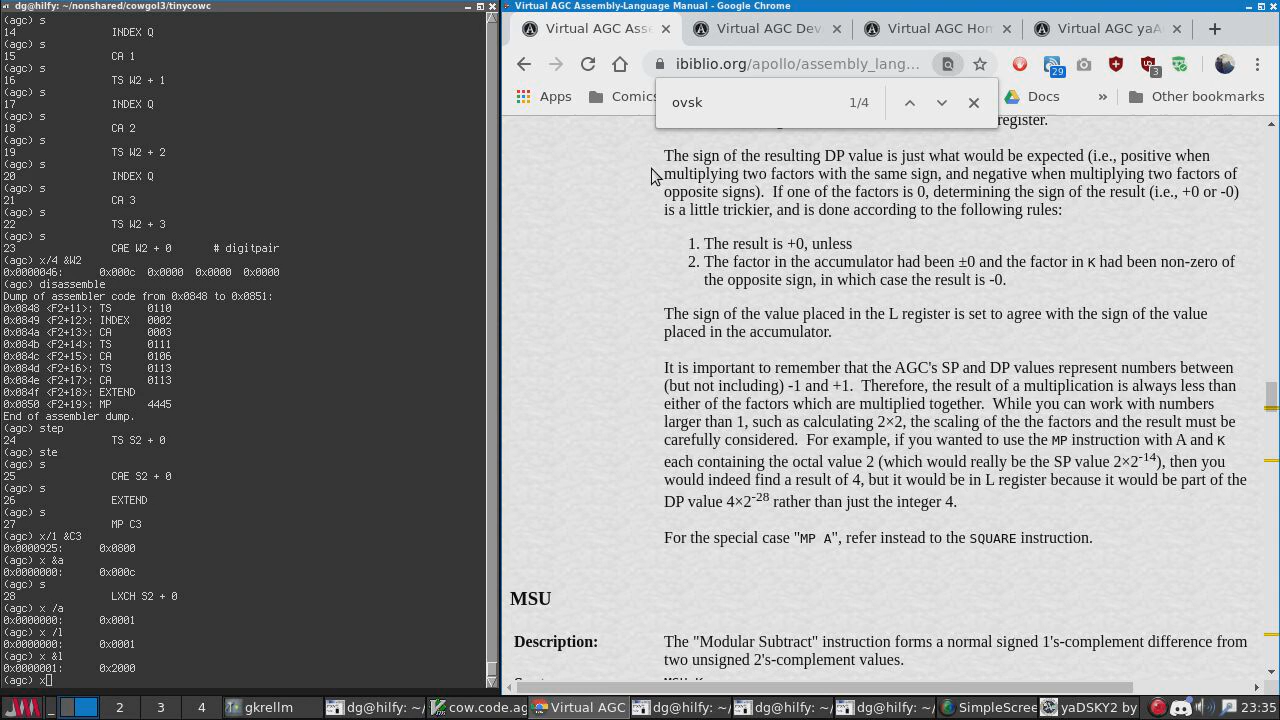 dg@hilfy: ~/nonshared/cowgol3/tinycowc
(agc) s
14 INDEX Q
(agc) s
15 CA 1
(agc) s
16 TS W2 + 1
(agc) s
17 INDEX Q
(agc) s
18 CA 2
(agc) s
19 TS W2 + 2
(agc) s
20 INDEX Q
(agc) s
21 CA 3
(agc) s
22 TS W2 + 3
(agc) s
23 CAE W2 + 0 # digitpair
(agc) x/4 &W2
0x0000046: 0x000c 0x0000 0x0000 0x0000
(agc) disassemble
Dump of assembler code from 0x0848 to 0x0851:
0x0848 <F2+11>: TS 0110
0x0849 <F2+12>: INDEX 0002
0x084a <F2+13>: CA 0003
0x084b <F2+14>: TS 0111
0x084c <F2+15>: CA 0106
0x084d <F2+16>: TS 0113
0x084e <F2+17>: CA 0113
0x084f <F2+18>: EXTEND
0x0850 <F2+19>: MP 4445
End of assembler dump.
(agc) step
24 TS S2 + 0
(agc) ste
(agc) s
25 CAE S2 + 0
(agc) s
26 EXTEND
(agc) s
27 MP C3
(agc) x/1 &C3
0x0000925: 0x0800
(agc) x &a
0x0000000: 0x000c
(agc) s
28 LXCH S2 + 0
(agc) x /a
0x0000000: 0x0001
(agc) x /l
0x0000000: 0x0001
(agc) x &l
0x0000001: 0x2000
(agc) x
Virtual AGC Assembly-Language Manual - Google Chrome
Virtual AGC Asse
Virtual AGC Dev
Virtual AGC Hom
Virtual AGC yaA
ibiblio.org/apollo/assembly_lang...
29
3
Apps
Comics
Docs
»
Other bookmarks
ovsk 1/4
register.
The sign of the resulting DP value is just what would be expected (i.e., positive when
multiplying two factors with the same sign, and negative when multiplying two factors of
opposite signs). If one of the factors is 0, determining the sign of the result (i.e., +0 or -0)
is a little trickier, and is done according to the following rules:
1. The result is +0, unless
2. The factor in the accumulator had been ±0 and the factor in K had been non-zero of
the opposite sign, in which case the result is -0.
The sign of the value placed in the L register is set to agree with the sign of the value
placed in the accumulator.
It is important to remember that the AGC's SP and DP values represent numbers between
(but not including) -1 and +1. Therefore, the result of a multiplication is always less than
either of the factors which are multiplied together. While you can work with numbers
larger than 1, such as calculating 2×2, the scaling of the the factors and the result must be
carefully considered. For example, if you wanted to use the MP instruction with A and K
each containing the octal value 2 (which would really be the SP value 2×2-14), then you
would indeed find a result of 4, but it would be in L register because it would be part of the
DP value 4×2-28 rather than just the integer 4.
For the special case "MP A", refer instead to the SQUARE instruction.
MSU
Description: The "Modular Subtract" instruction forms a normal signed 1's-complement difference from
two unsigned 2's-complement values.
2 3 4 gkrellm dg@hilfy: ~/ cow.code.ag Virtual AGC dg@hilfy: ~/ dg@hilfy: ~/ dg@hilfy: ~/ SimpleScree yaDSKY2 by 23:35